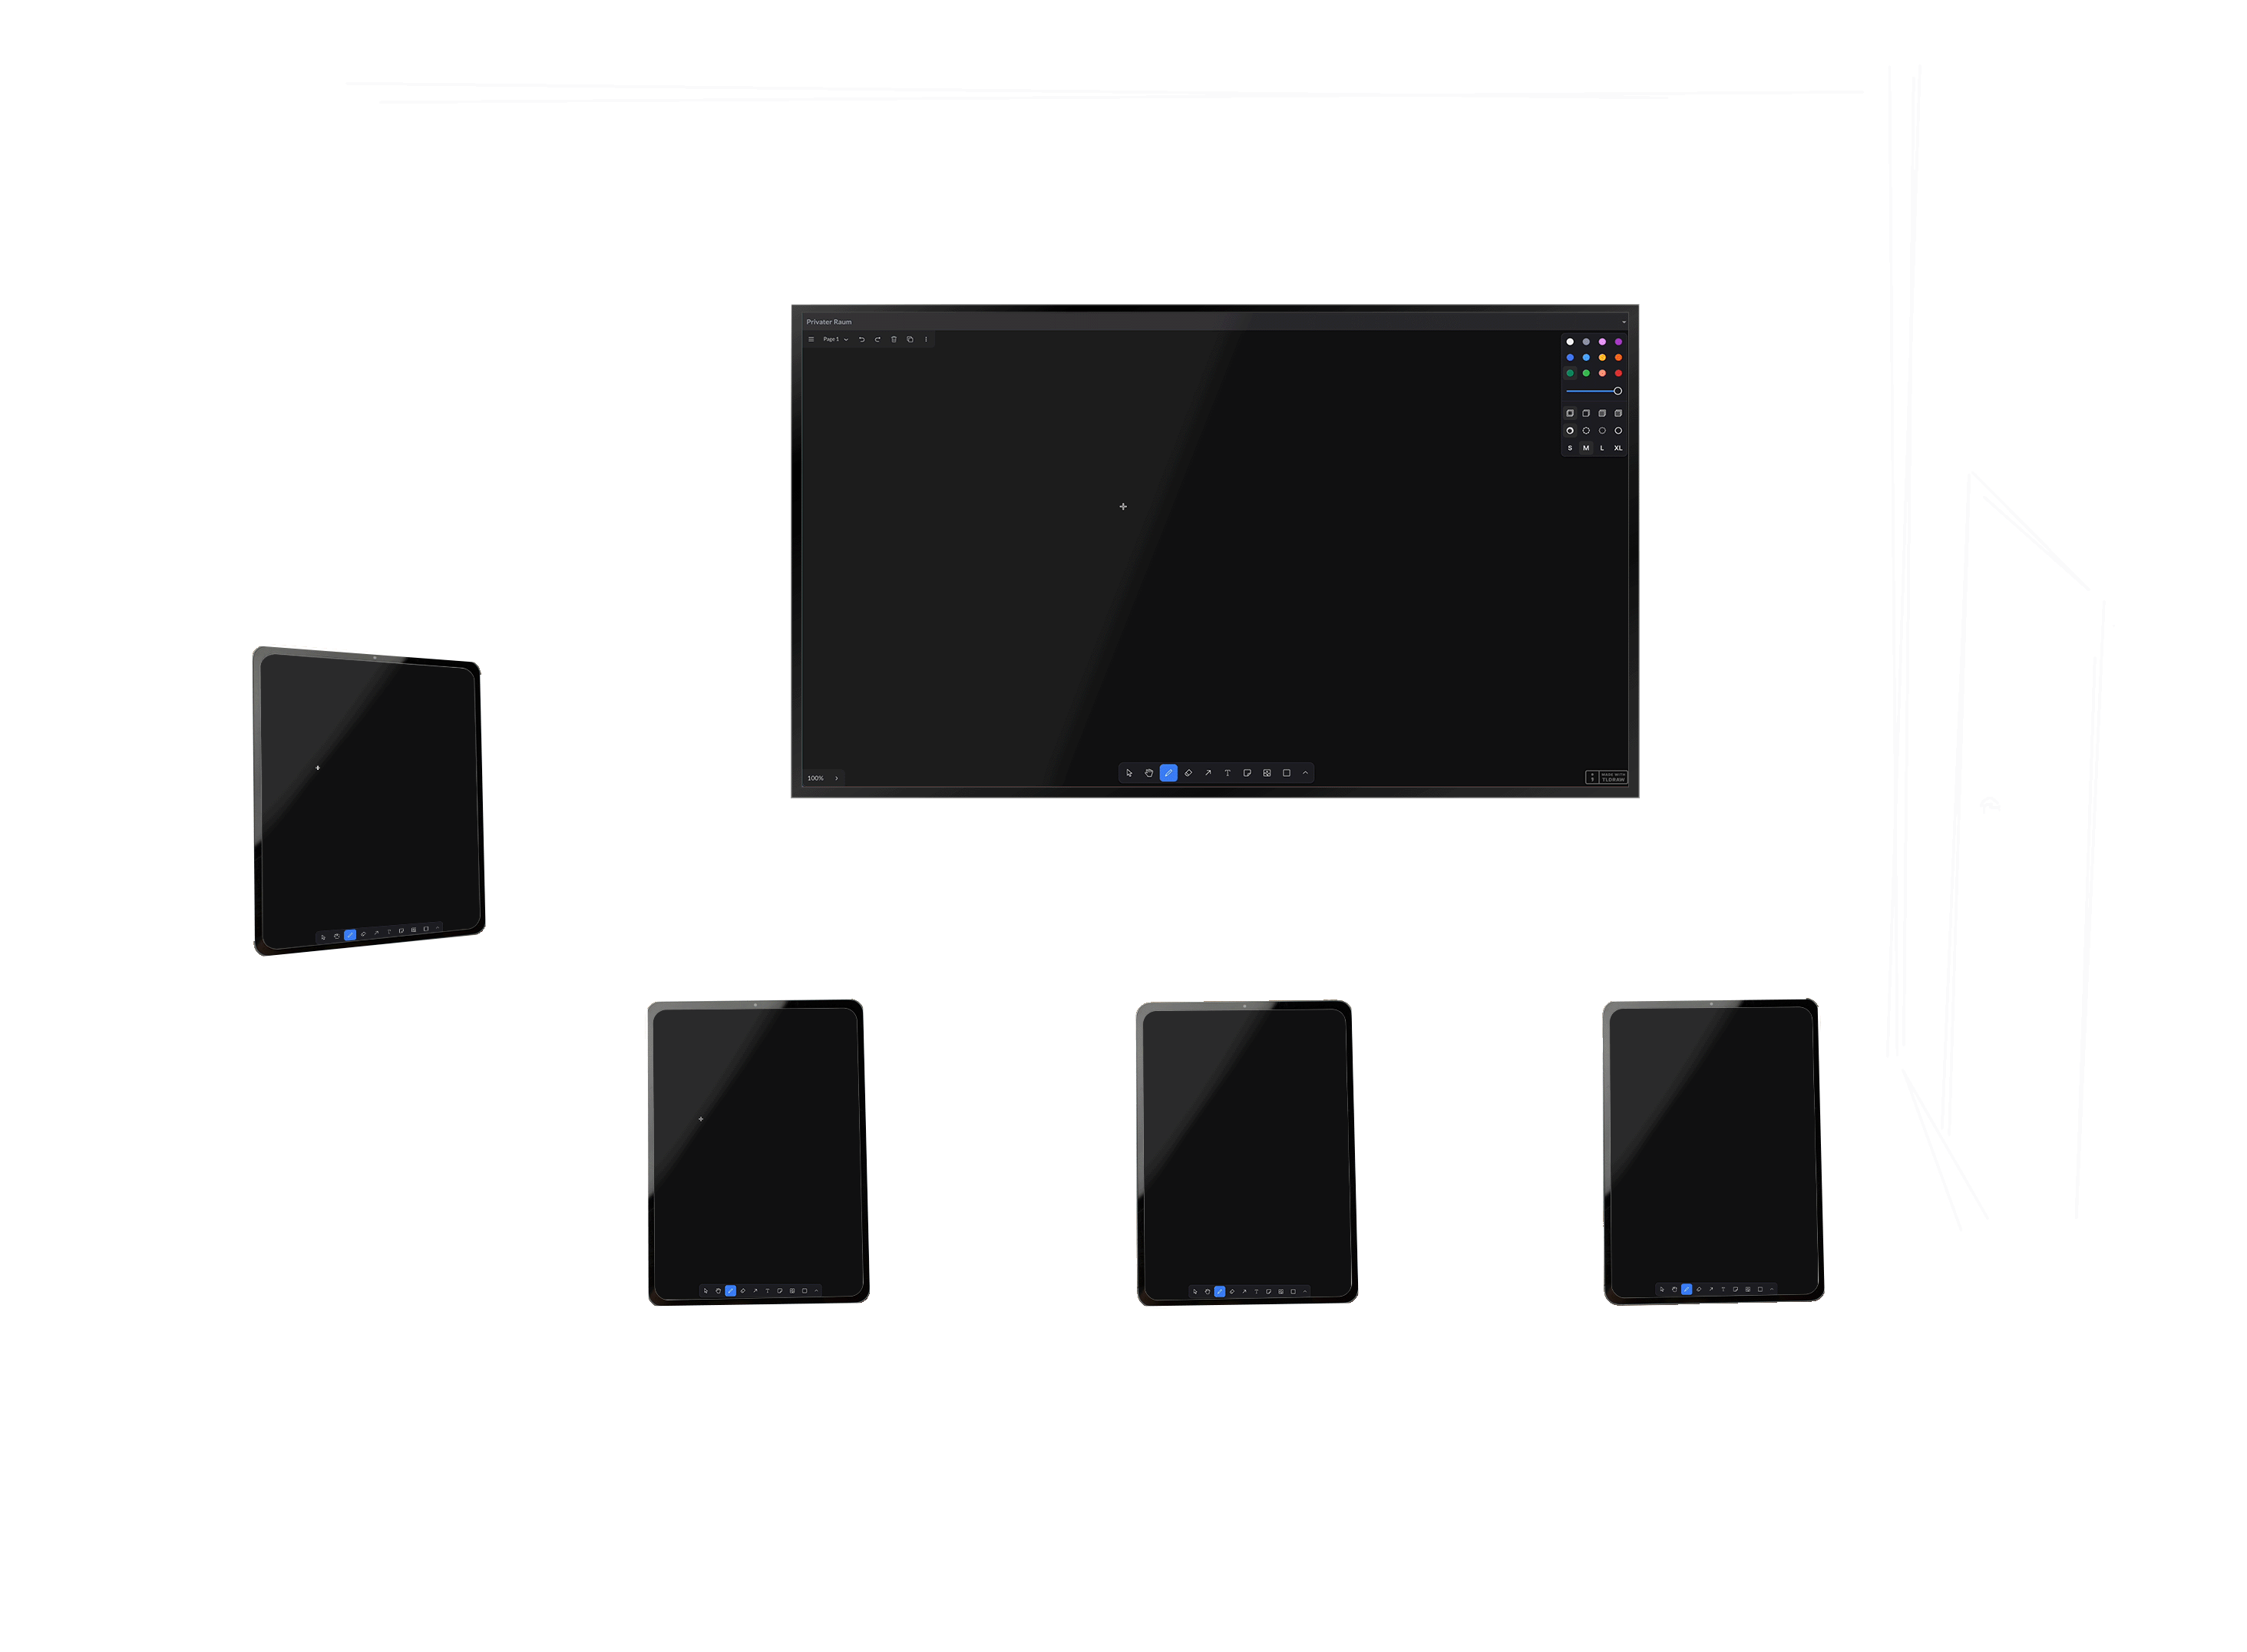 Privater Raum
Page 1
S M L XL
100%
MADE WITH
TLDRAW